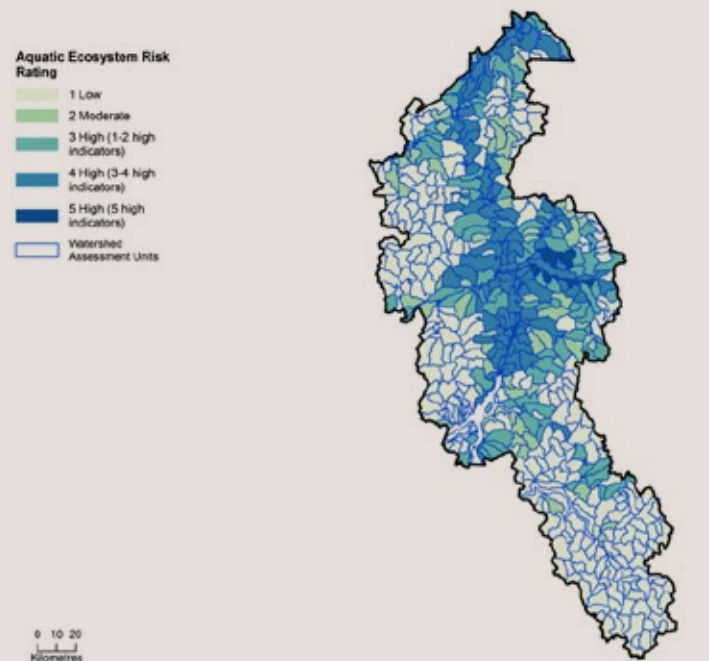 Aquatic Ecosystem Risk
Rating
1 Low
2 Moderate
3 High (1-2 high
indicators)
4 High (3-4 high
indicators)
5 High (5 high
indicators)
Watershed
Assessment Units
0 10 20
Kilometres